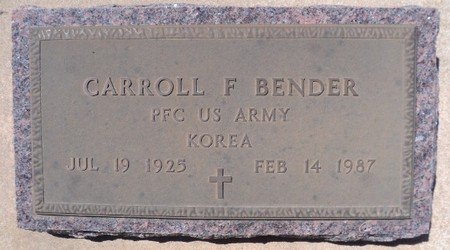 CARROLL F BENDER
PFC US ARMY
KOREA
JUL 19 1925 FEB 14 1987